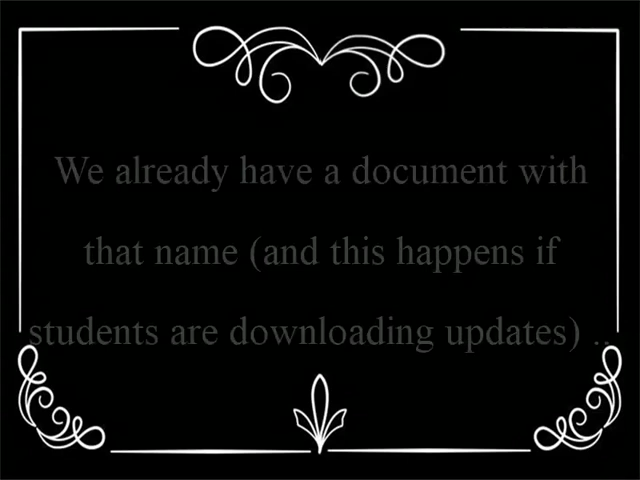 We already have a document with
that name (and this happens if
students are downloading updates) ..